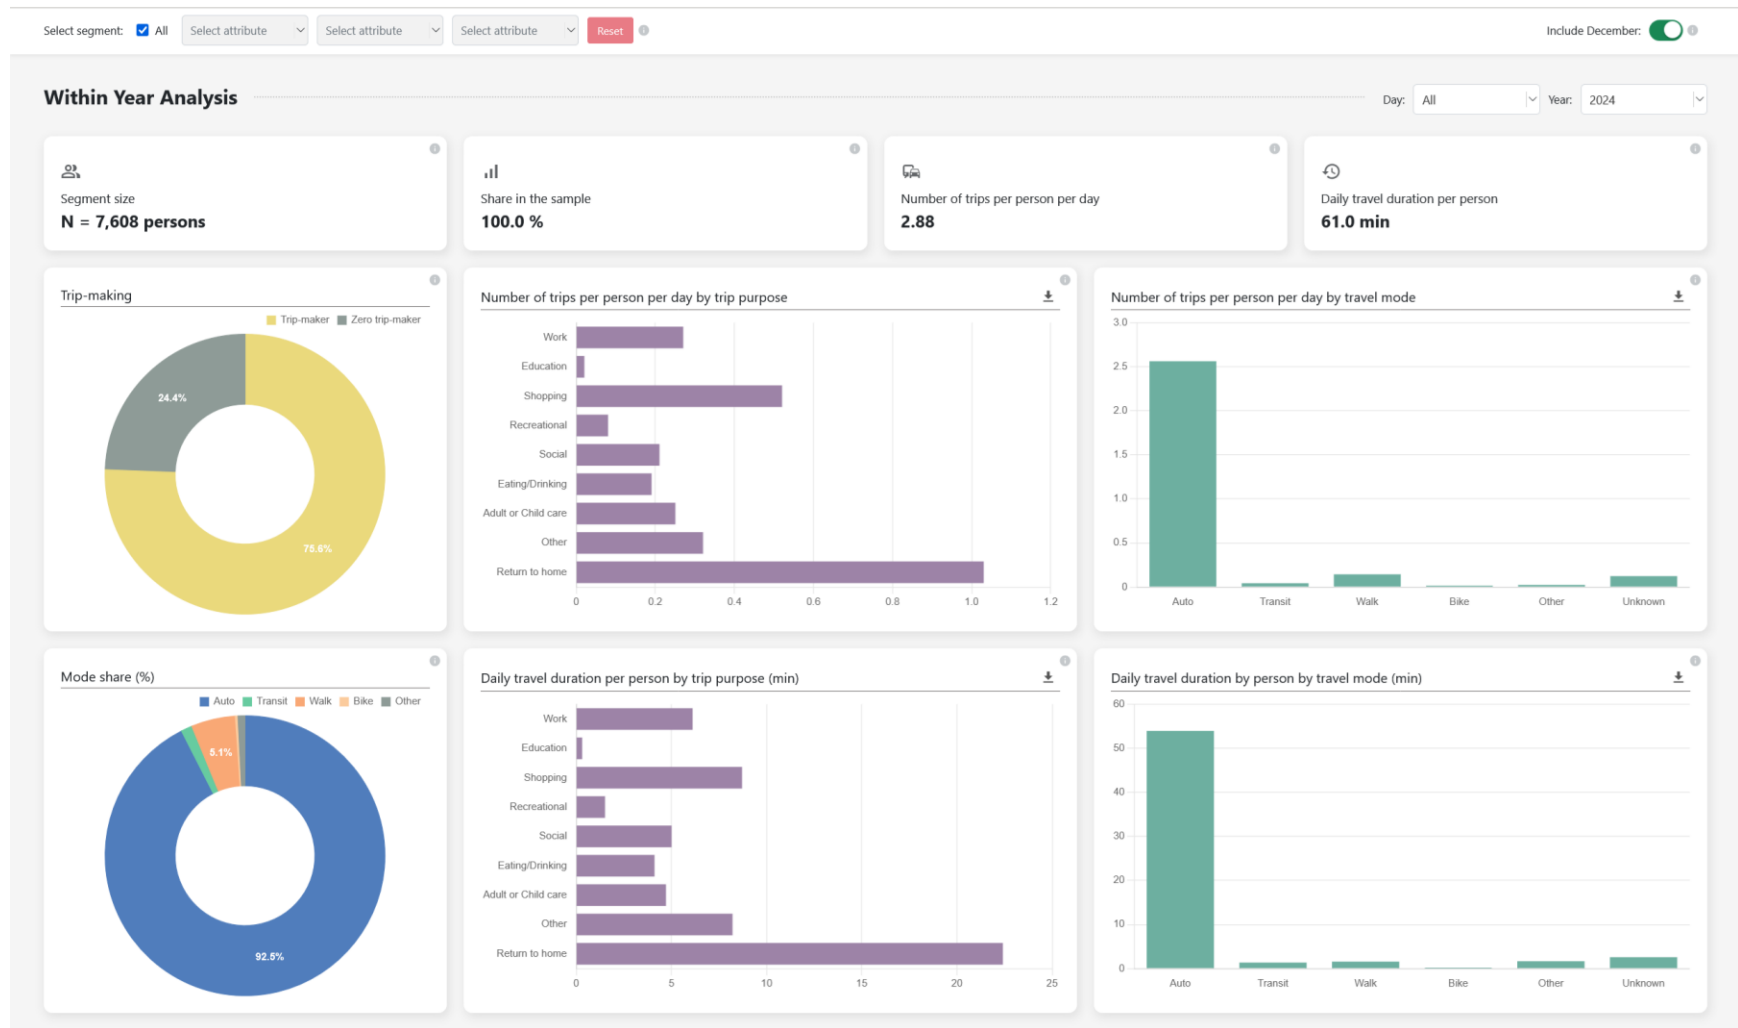 Select segment: All Select attribute Select attribute Select attribute Reset Include December:
Within Year Analysis Day: All Year: 2024
Segment size
N = 7,608 persons
Share in the sample
100.0 %
Number of trips per person per day
2.88
Daily travel duration per person
61.0 min
Trip-making
Trip-maker Zero trip-maker
24.4%
75.6%
Number of trips per person per day by trip purpose
Work
Education
Shopping
Recreational
Social
Eating/Drinking
Adult or Child care
Other
Return to home
0 0.2 0.4 0.6 0.8 1.0 1.2
Number of trips per person per day by travel mode
3.0
2.5
2.0
1.5
1.0
0.5
0
Auto Transit Walk Bike Other Unknown
Mode share (%)
Auto Transit Walk Bike Other
5.1%
92.5%
Daily travel duration per person by trip purpose (min)
Work
Education
Shopping
Recreational
Social
Eating/Drinking
Adult or Child care
Other
Return to home
0 5 10 15 20 25
Daily travel duration by person by travel mode (min)
60
50
40
30
20
10
0
Auto Transit Walk Bike Other Unknown